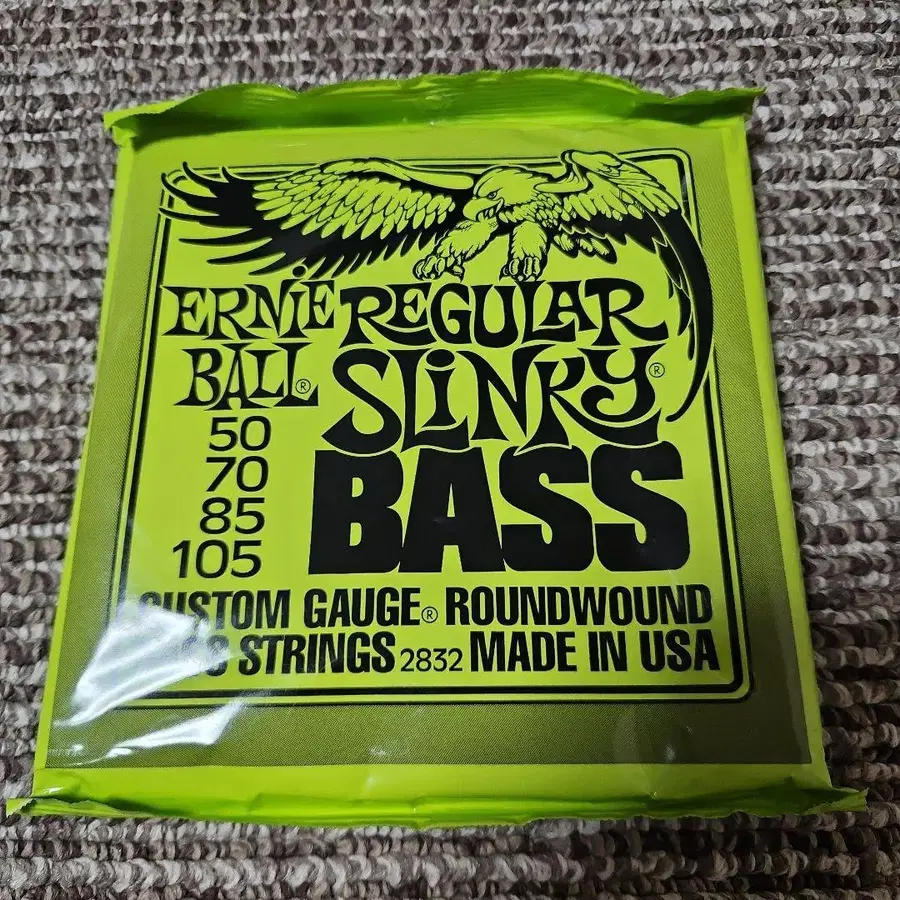 ERNIE BALL®
REGULAR SLINKY®
BASS
50
70
85
105
CUSTOM GAUGE® ROUNDWOUND
STRINGS 2832 MADE IN USA